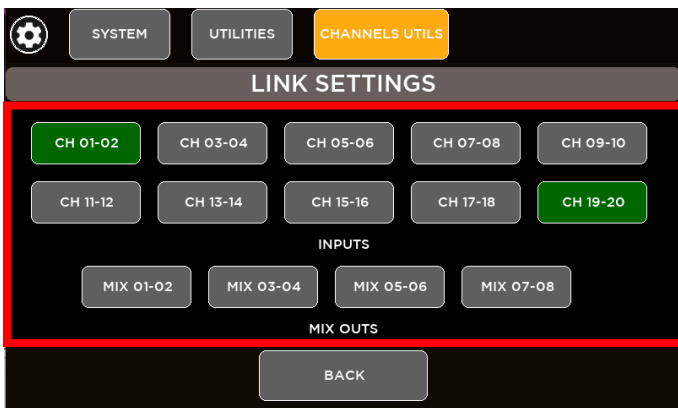 SYSTEM UTILITIES CHANNELS UTILS
LINK SETTINGS
CH 01-02 CH 03-04 CH 05-06 CH 07-08 CH 09-10
CH 11-12 CH 13-14 CH 15-16 CH 17-18 CH 19-20
INPUTS
MIX 01-02 MIX 03-04 MIX 05-06 MIX 07-08
MIX OUTS
BACK